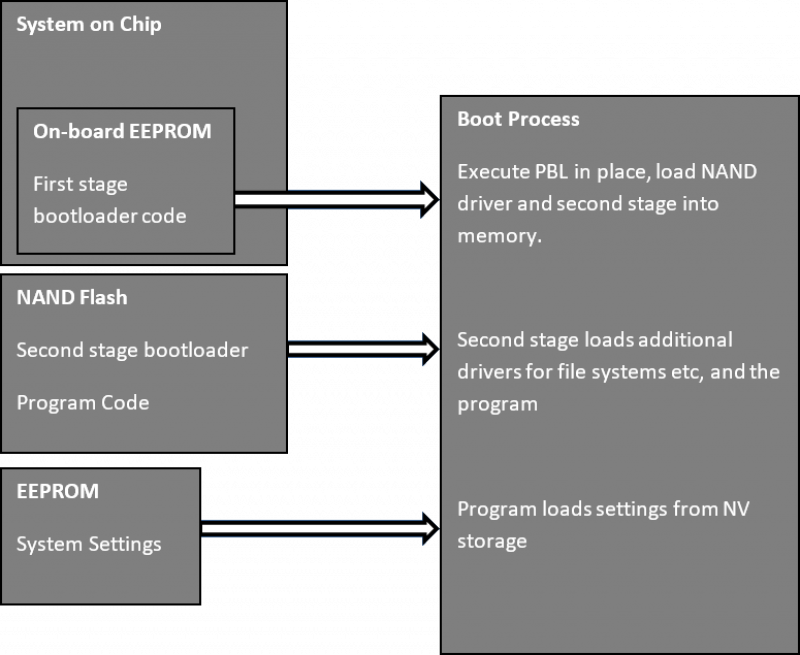 System on Chip
On-board EEPROM
First stage
bootloader code
NAND Flash
Second stage bootloader
Program Code
EEPROM
System Settings
Boot Process
Execute PBL in place, load NAND
driver and second stage into
memory.
Second stage loads additional
drivers for file systems etc, and the
program
Program loads settings from NV
storage